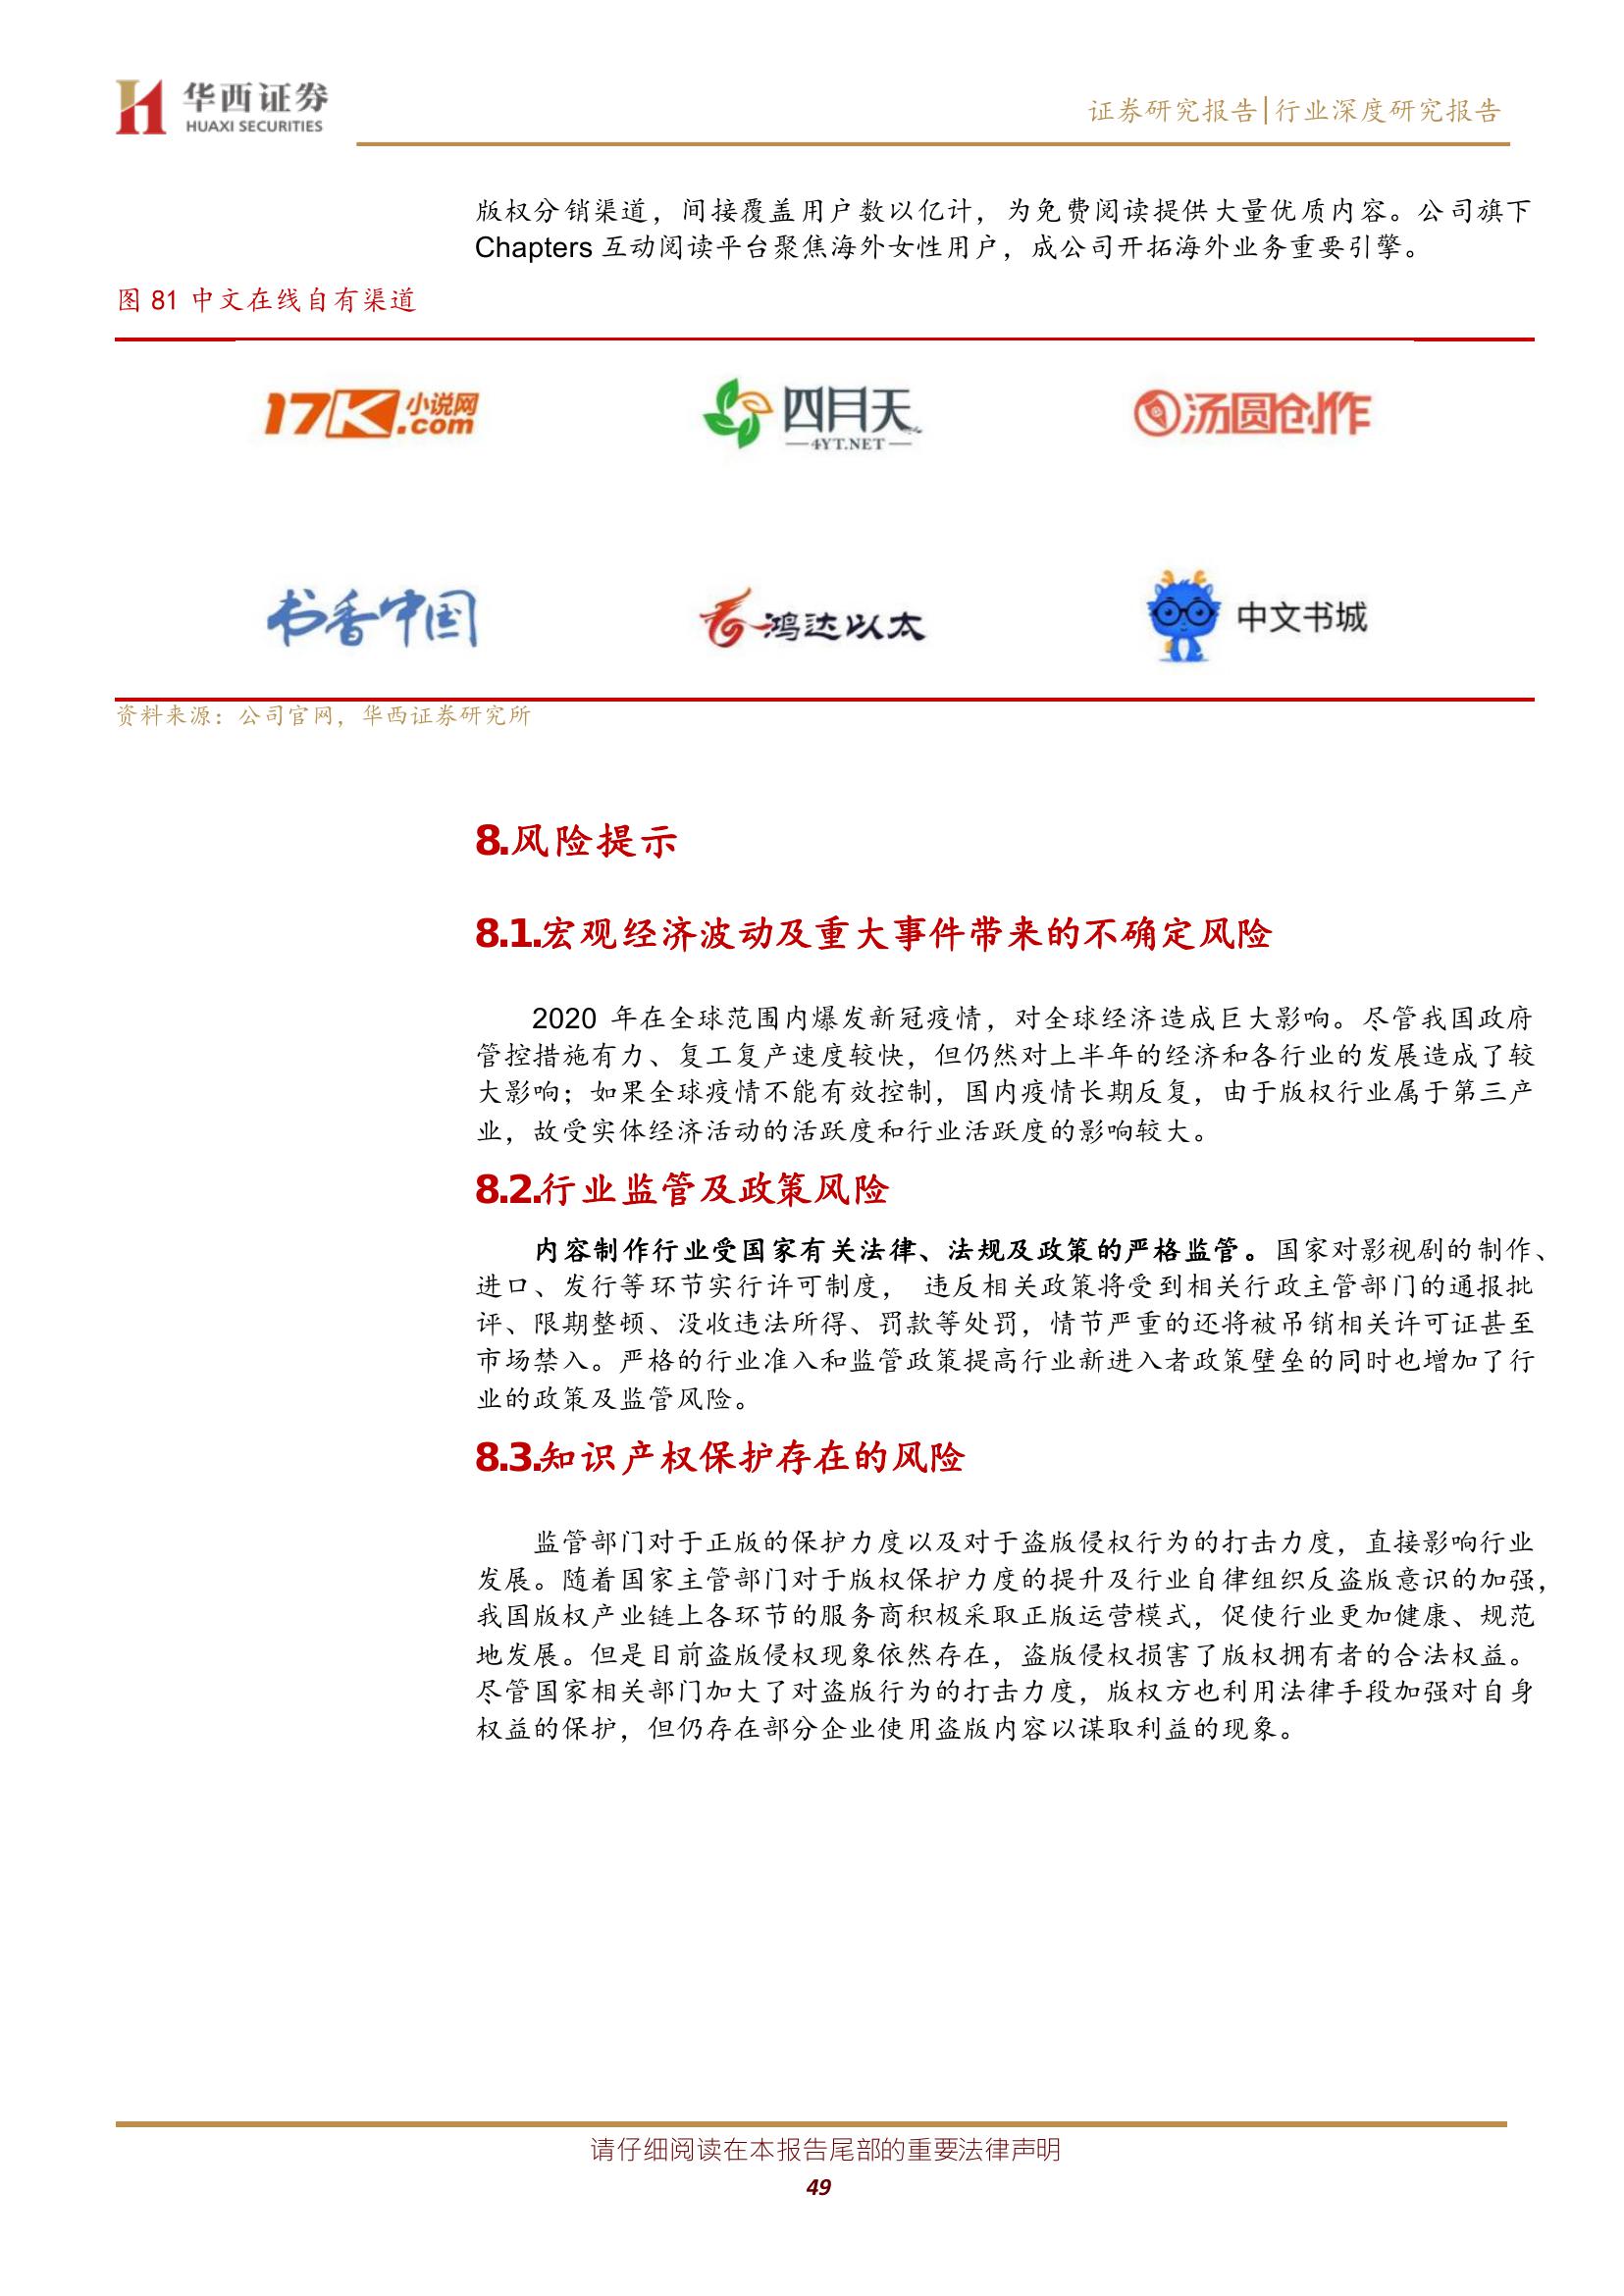 华西证券
HUAXI SECURITIES
证券研究报告|行业深度研究报告
版权分销渠道，间接覆盖用户数以亿计，为免费阅读提供大量优质内容。公司旗下
Chapters 互动阅读平台聚焦海外女性用户，成公司开拓海外业务重要引擎。
图 81 中文在线自有渠道
17K小说网.com
四月天
4YT.NET
汤圆创作
书香中国
鸿达以太
中文书城
资料来源：公司官网，华西证券研究所
8.风险提示
8.1.宏观经济波动及重大事件带来的不确定风险
2020 年在全球范围内爆发新冠疫情，对全球经济造成巨大影响。尽管我国政府
管控措施有力、复工复产速度较快，但仍然对上半年的经济和各行业的发展造成了较
大影响；如果全球疫情不能有效控制，国内疫情长期反复，由于版权行业属于第三产
业，故受实体经济活动的活跃度和行业活跃度的影响较大。
8.2.行业监管及政策风险
内容制作行业受国家有关法律、法规及政策的严格监管。国家对影视剧的制作、
进口、发行等环节实行许可制度， 违反相关政策将受到相关行政主管部门的通报批
评、限期整顿、没收违法所得、罚款等处罚，情节严重的还将被吊销相关许可证甚至
市场禁入。严格的行业准入和监管政策提高行业新进入者政策壁垒的同时也增加了行
业的政策及监管风险。
8.3.知识产权保护存在的风险
监管部门对于正版的保护力度以及对于盗版侵权行为的打击力度，直接影响行业
发展。随着国家主管部门对于版权保护力度的提升及行业自律组织反盗版意识的加强，
我国版权产业链上各环节的服务商积极采取正版运营模式，促使行业更加健康、规范
地发展。但是目前盗版侵权现象依然存在，盗版侵权损害了版权拥有者的合法权益。
尽管国家相关部门加大了对盗版行为的打击力度，版权方也利用法律手段加强对自身
权益的保护，但仍存在部分企业使用盗版内容以谋取利益的现象。
请仔细阅读在本报告尾部的重要法律声明
49